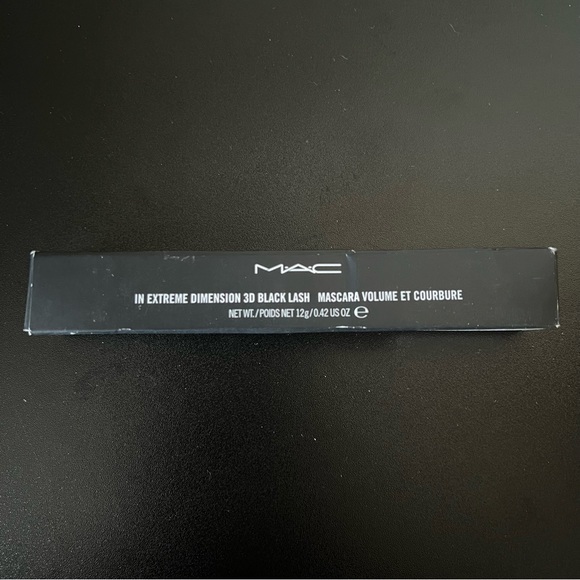 M·A·C
IN EXTREME DIMENSION 3D BLACK LASH MASCARA VOLUME ET COURBURE
NET WT./POIDS NET 12g/0.42 US OZ ℮